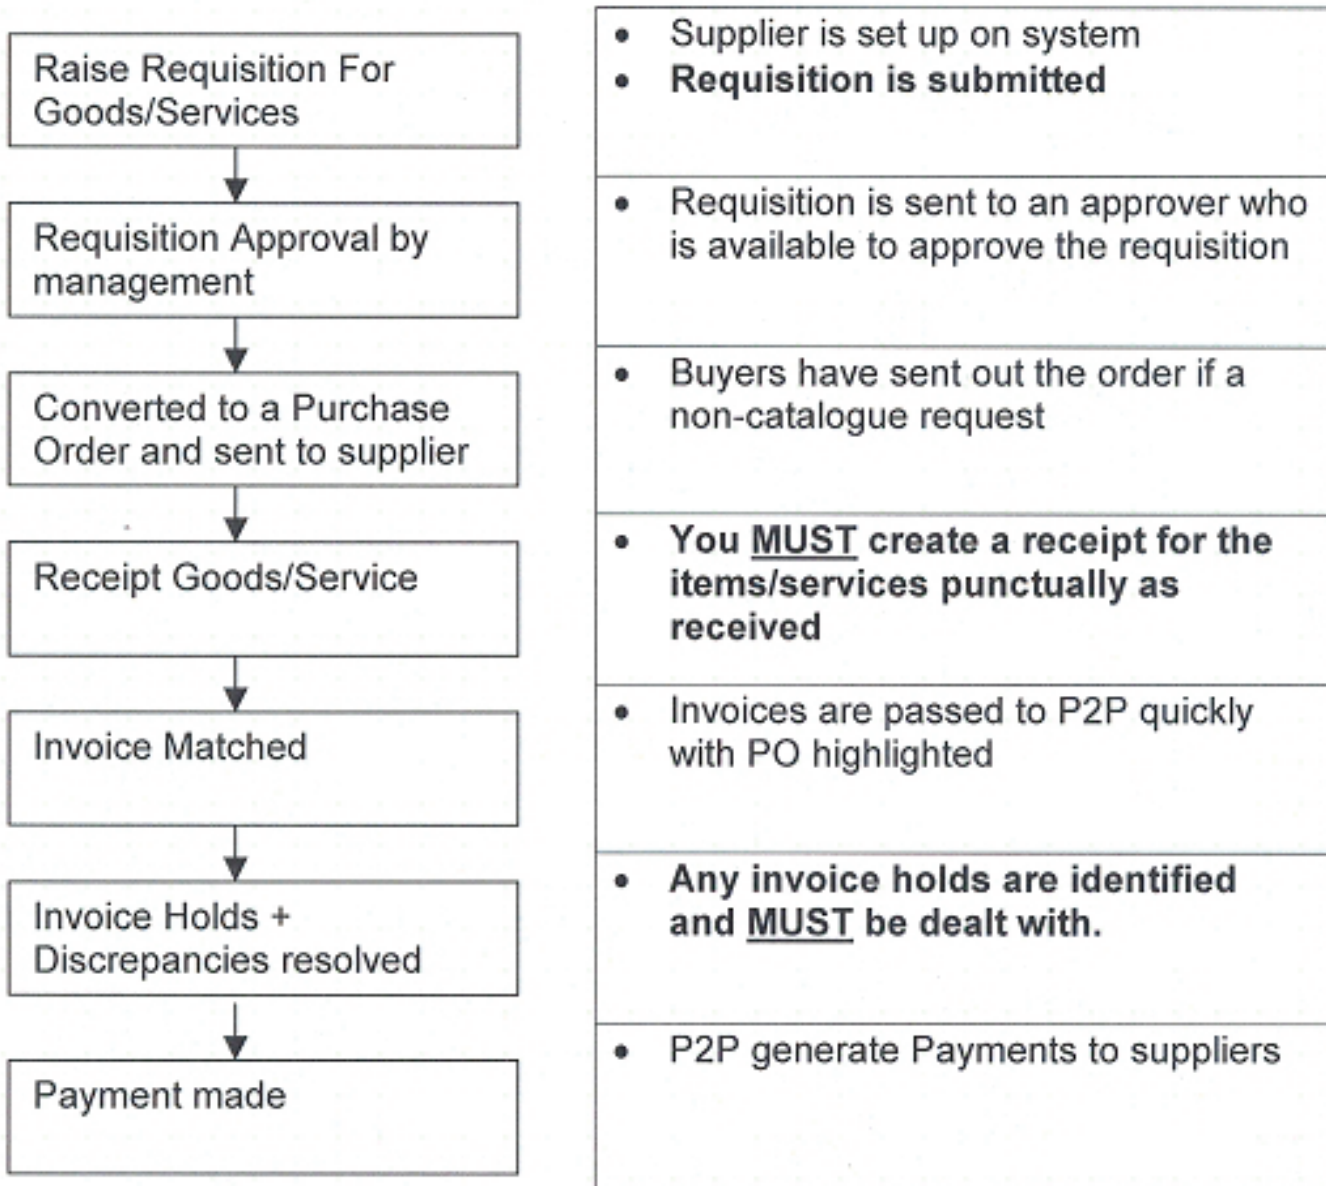 Raise Requisition For
Goods/Services
• Supplier is set up on system
• Requisition is submitted
Requisition Approval by
management
• Requisition is sent to an approver who
is available to approve the requisition
Converted to a Purchase
Order and sent to supplier
• Buyers have sent out the order if a
non-catalogue request
Receipt Goods/Service
• You MUST create a receipt for the
items/services punctually as
received
Invoice Matched
• Invoices are passed to P2P quickly
with PO highlighted
Invoice Holds +
Discrepancies resolved
• Any invoice holds are identified
and MUST be dealt with.
Payment made
• P2P generate Payments to suppliers